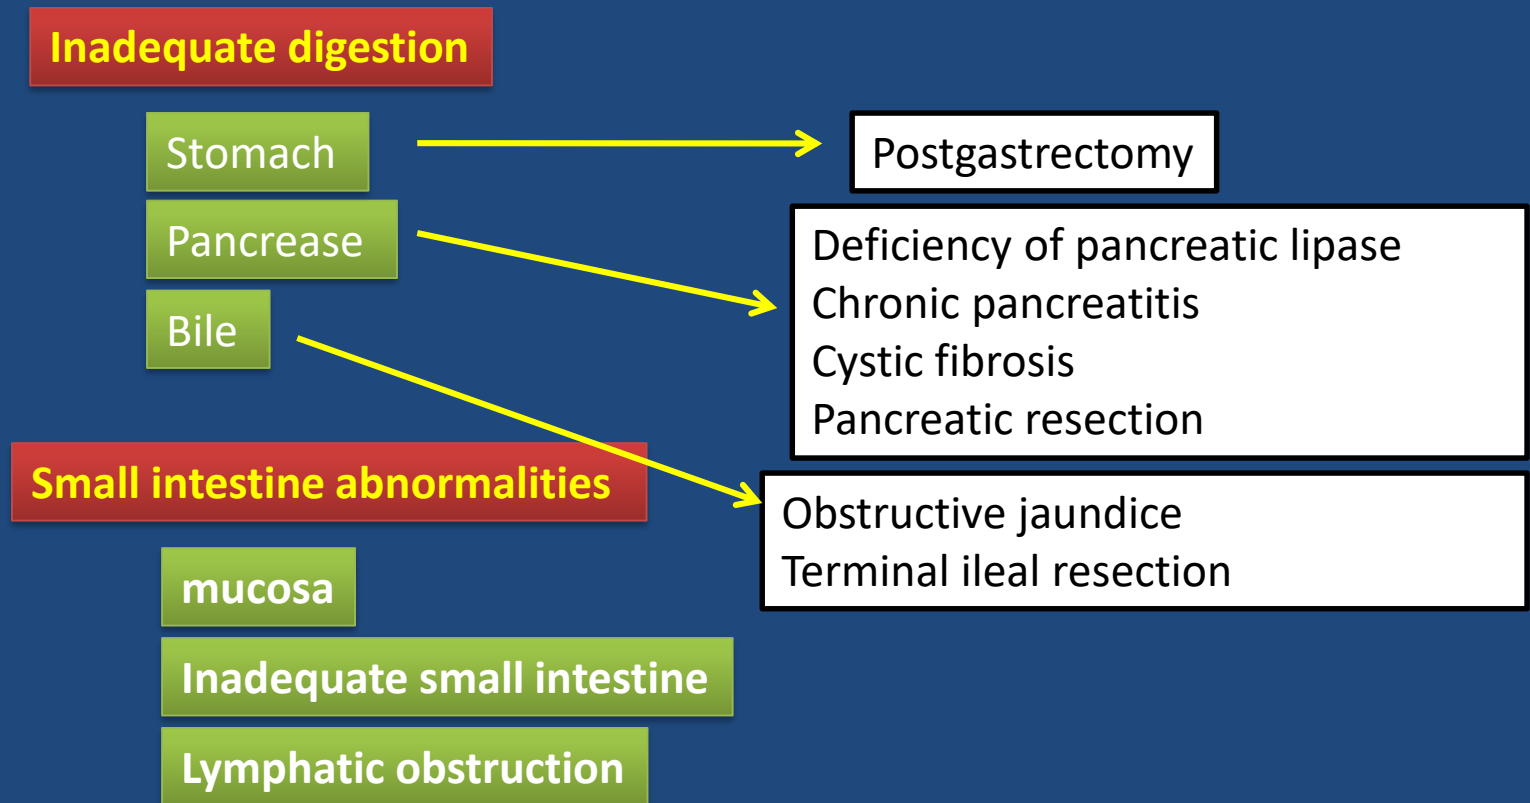 Inadequate digestion
Stomach
Postgastrectomy
Pancrease
Deficiency of pancreatic lipase
Chronic pancreatitis
Cystic fibrosis
Pancreatic resection
Bile
Obstructive jaundice
Terminal ileal resection
Small intestine abnormalities
mucosa
Inadequate small intestine
Lymphatic obstruction